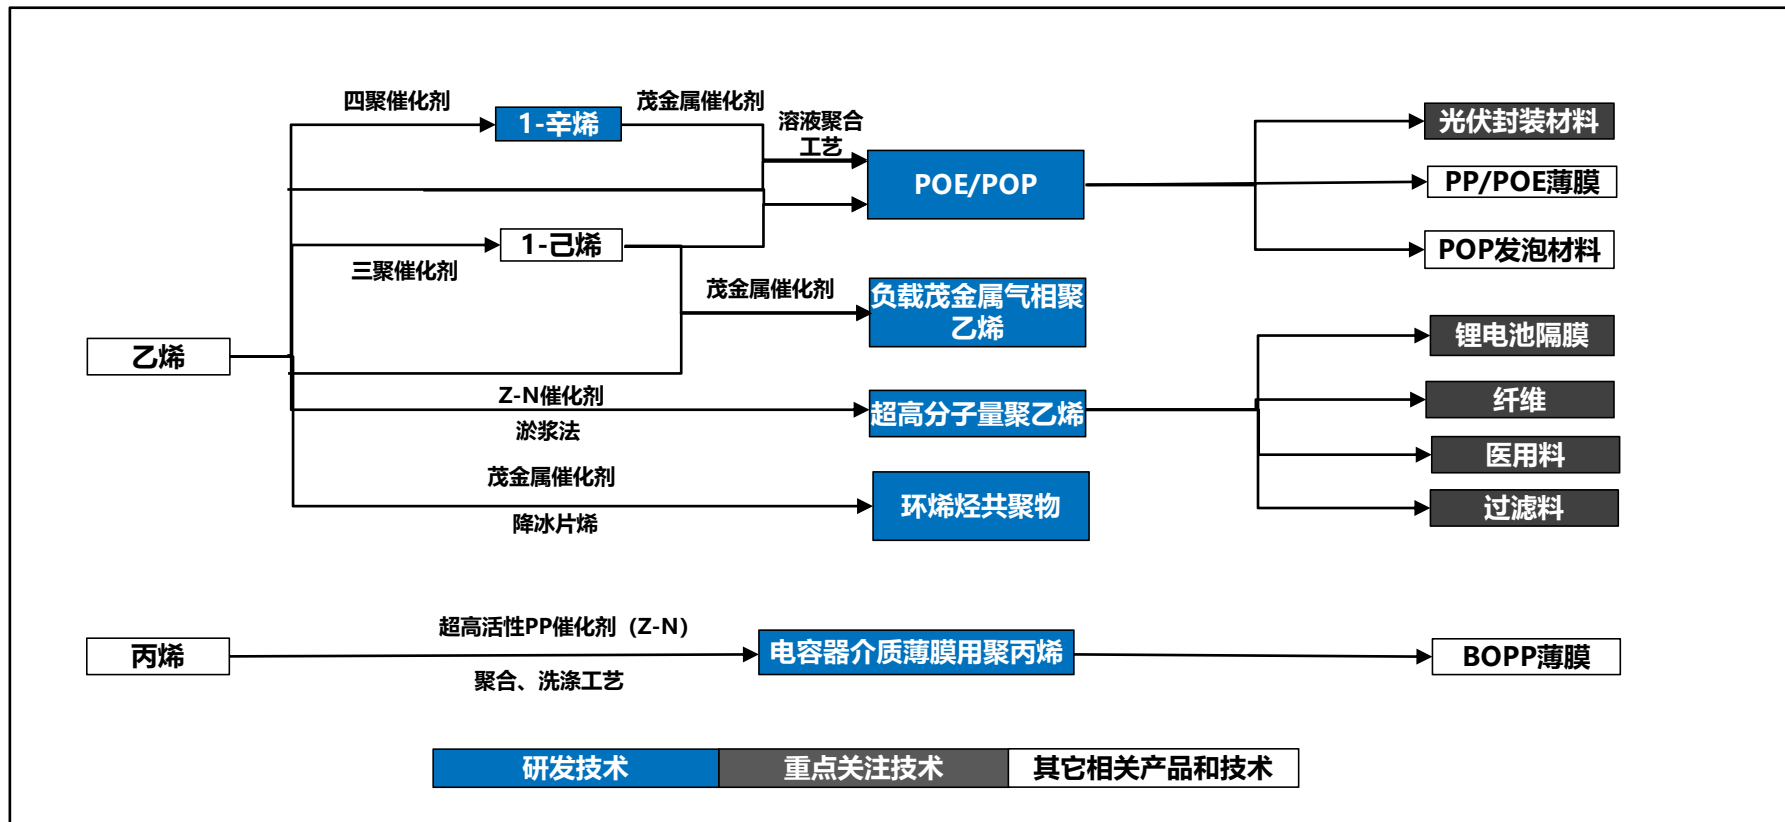 四聚催化剂
茂金属催化剂
1-辛烯
溶液聚合
工艺
光伏封装材料
POE/POP
PP/POE薄膜
1-己烯
POP发泡材料
三聚催化剂
茂金属催化剂
负载茂金属气相聚
乙烯
锂电池隔膜
乙烯
Z-N催化剂
纤维
超高分子量聚乙烯
淤浆法
医用料
茂金属催化剂
环烯烃共聚物
过滤料
降冰片烯
超高活性PP催化剂（Z-N）
丙烯
电容器介质薄膜用聚丙烯
BOPP薄膜
聚合、洗涤工艺
研发技术
重点关注技术
其它相关产品和技术